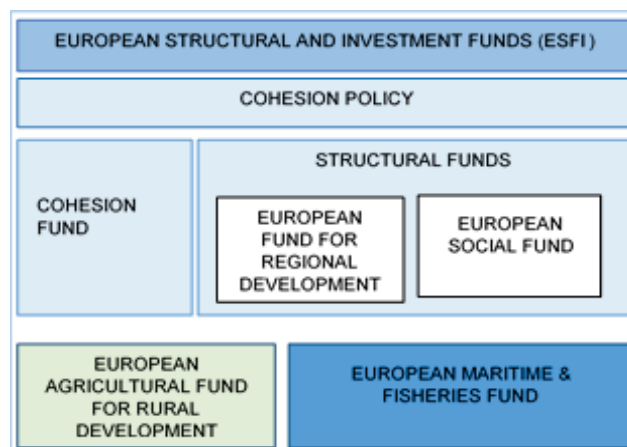 EUROPEAN STRUCTURAL AND INVESTMENT FUNDS (ESFI)
COHESION POLICY
COHESION
FUND
STRUCTURAL FUNDS
EUROPEAN
FUND FOR
REGIONAL
DEVELOPMENT
EUROPEAN
SOCIAL FUND
EUROPEAN
AGRICULTURAL FUND
FOR RURAL
DEVELOPMENT
EUROPEAN MARITIME &
FISHERIES FUND